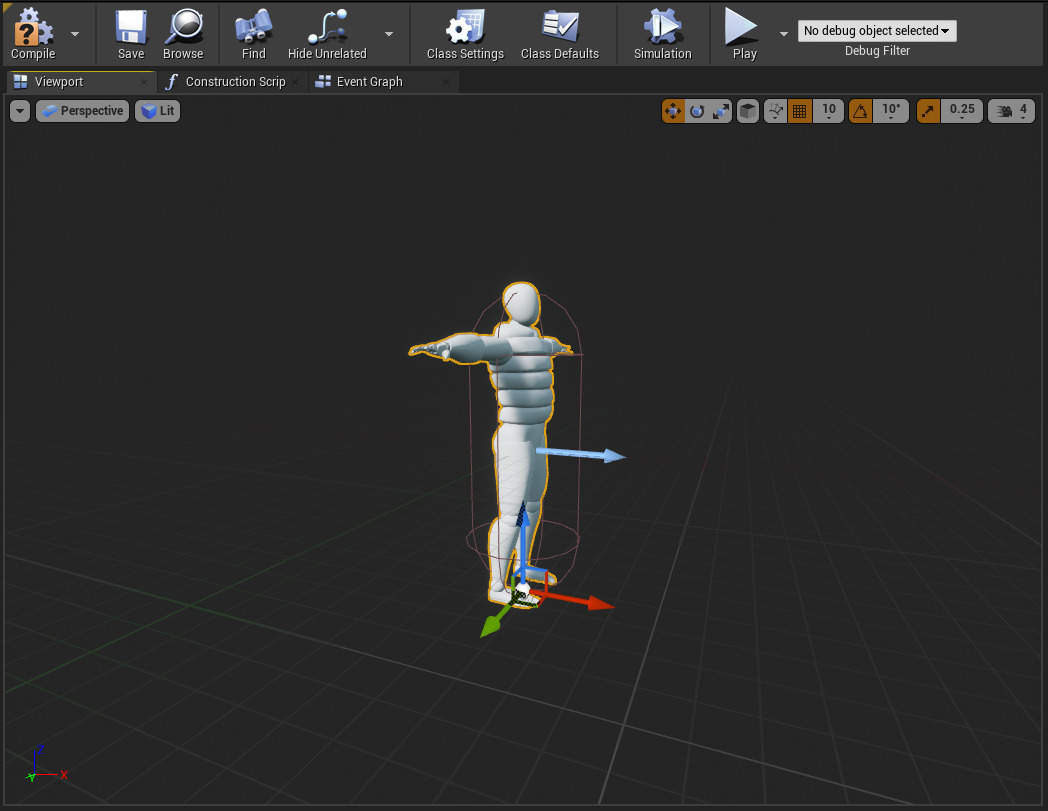 Compile
Save
Browse
Find
Hide Unrelated
Class Settings
Class Defaults
Simulation
Play
No debug object selected
Debug Filter
Viewport
Construction Scrip
Event Graph
Perspective
Lit
10
10°
0.25
4
Z
X
Y